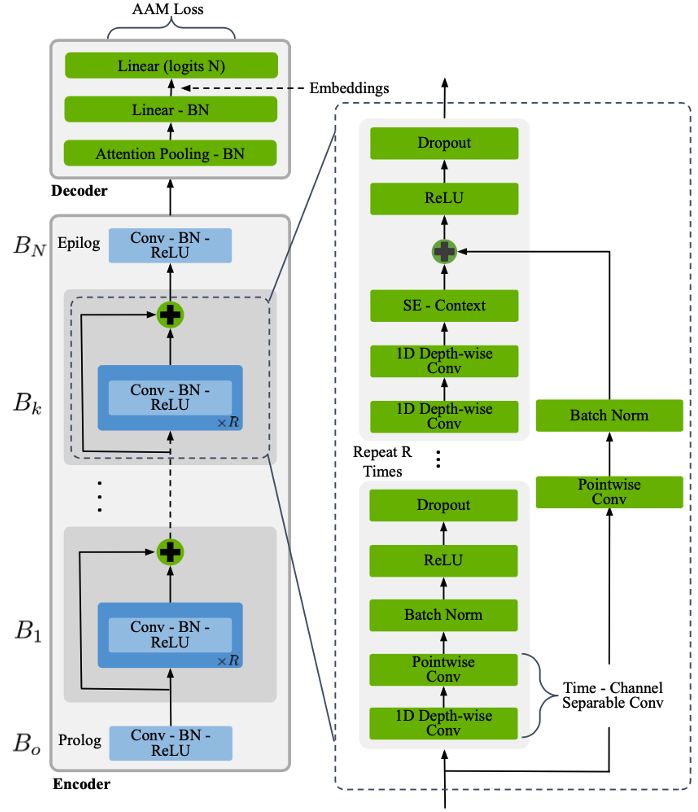 AAM Loss
Linear (logits N)
Embeddings
Linear - BN
Attention Pooling - BN
Decoder
B_N
Epilog
Conv - BN -
ReLU
B_k
Conv - BN -
ReLU
×R
B_1
Conv - BN -
ReLU
×R
B_o
Prolog
Conv - BN -
ReLU
Encoder
Dropout
ReLU
SE - Context
1D Depth-wise
Conv
1D Depth-wise
Conv
Batch Norm
Pointwise
Conv
Repeat R
Times
Dropout
ReLU
Batch Norm
Pointwise
Conv
1D Depth-wise
Conv
Time - Channel
Separable Conv